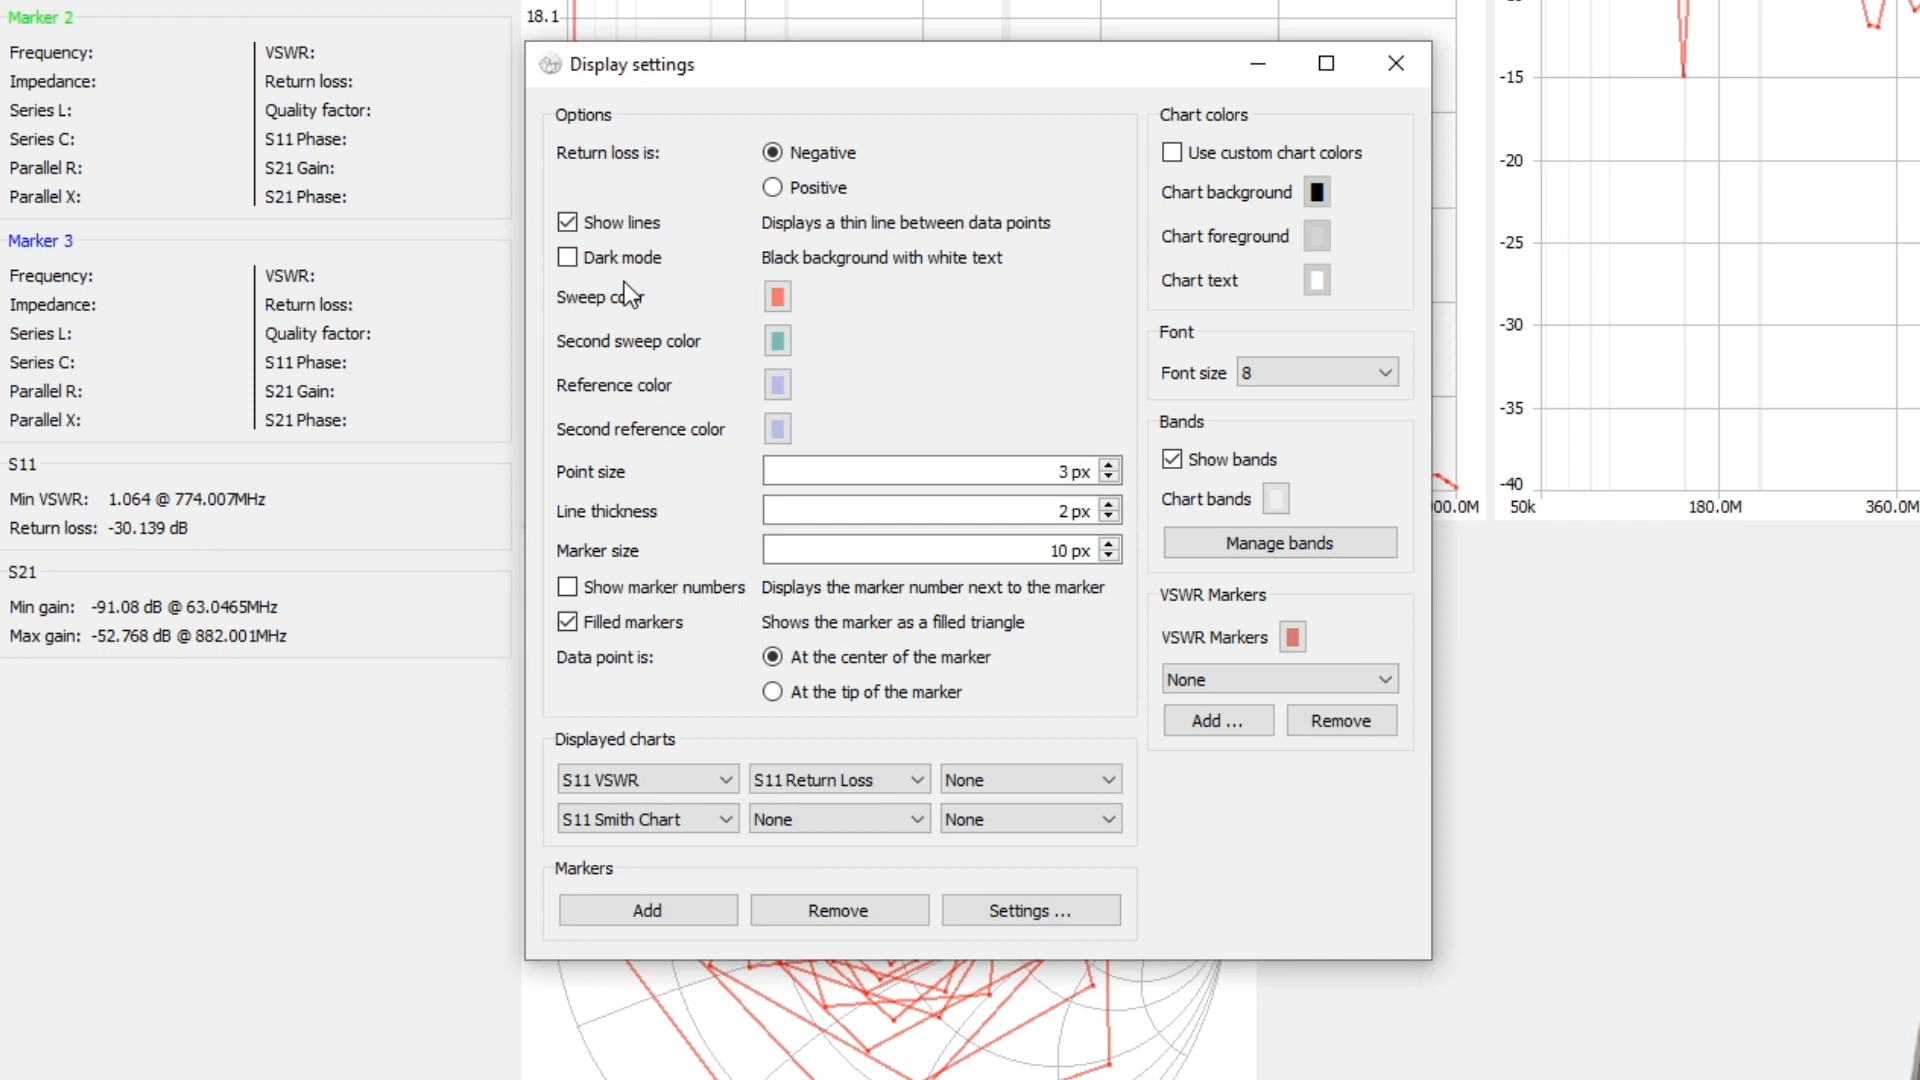 Marker 2
Frequency:
VSWR:
Impedance:
Return loss:
Series L:
Quality factor:
Series C:
S11 Phase:
Parallel R:
S21 Gain:
Parallel X:
S21 Phase:
Marker 3
Frequency:
VSWR:
Impedance:
Return loss:
Series L:
Quality factor:
Series C:
S11 Phase:
Parallel R:
S21 Gain:
Parallel X:
S21 Phase:
S11
Min VSWR: 1.064 @ 774.007MHz
Return loss: -30.139 dB
S21
Min gain: -91.08 dB @ 63.0465MHz
Max gain: -52.768 dB @ 882.001MHz
18.1
Display settings
Options
Return loss is:
Negative
Positive
Show lines
Displays a thin line between data points
Dark mode
Black background with white text
Sweep color
Second sweep color
Reference color
Second reference color
Point size
3 px
Line thickness
2 px
Marker size
10 px
Show marker numbers
Displays the marker number next to the marker
Filled markers
Shows the marker as a filled triangle
Data point is:
At the center of the marker
At the tip of the marker
Displayed charts
S11 VSWR
S11 Return Loss
None
S11 Smith Chart
None
None
Markers
Add
Remove
Settings ...
Chart colors
Use custom chart colors
Chart background
Chart foreground
Chart text
Font
Font size
8
Bands
Show bands
Chart bands
Manage bands
VSWR Markers
VSWR Markers
None
Add ...
Remove
-15
-20
-25
-30
-35
-40
00.0M
50k
180.0M
360.0M